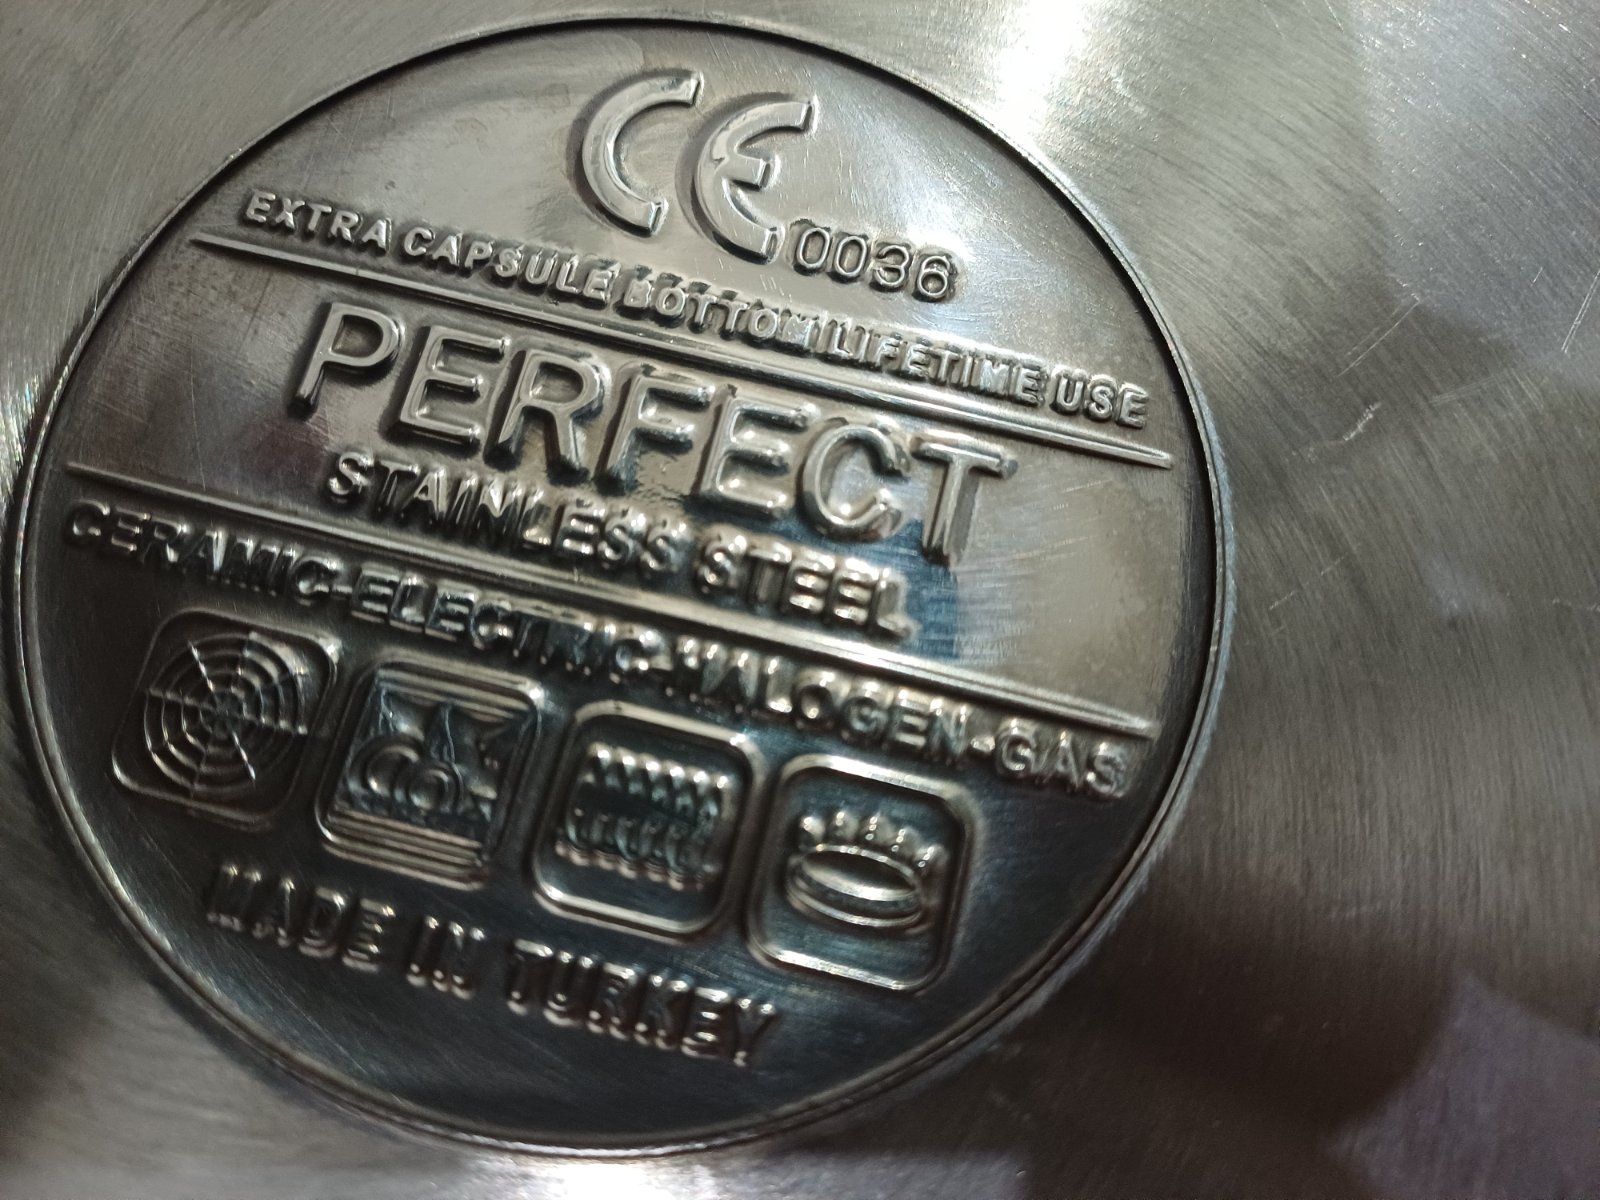 CE 0036
EXTRA CAPSULE BOTTOM LIFETIME USE
PERFECT
STAINLESS STEEL
CERAMIC-ELECTRIC-HALOGEN-GAS
MADE IN TURKEY